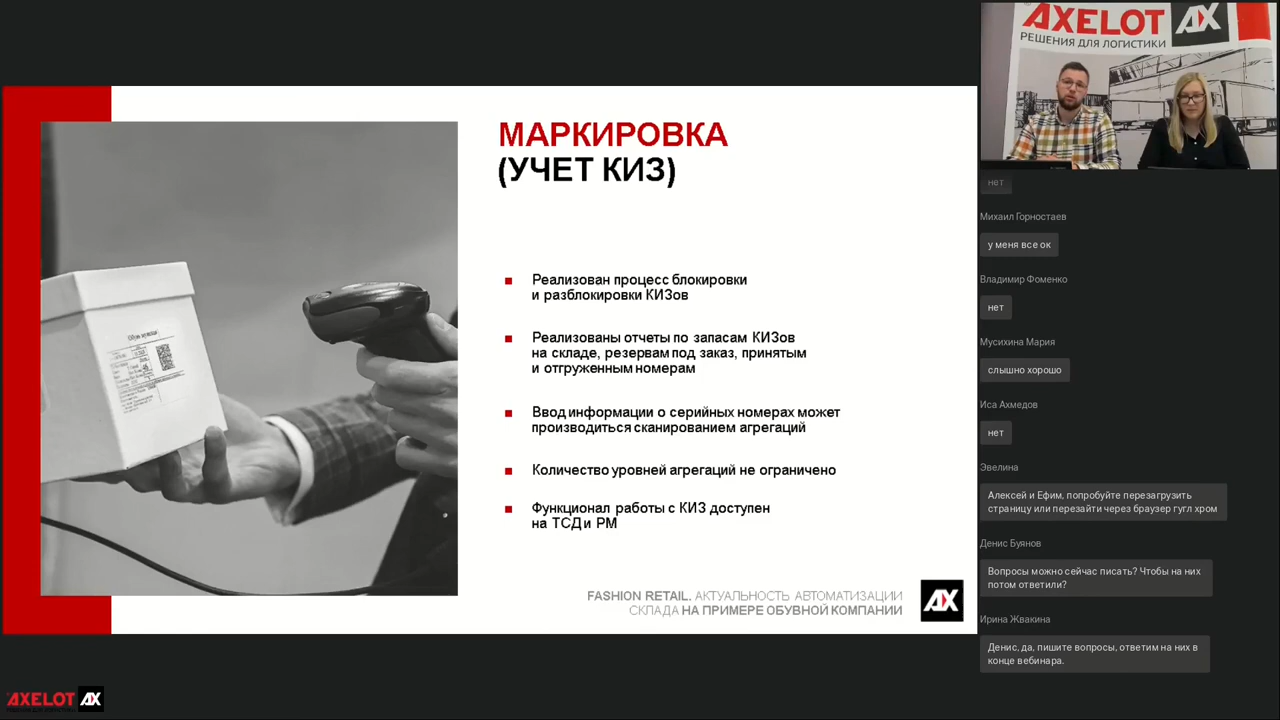 МАРКИРОВКА
(УЧЕТ КИЗ)
Реализован процесс блокировки
и разблокировки КИЗов
Реализованы отчеты по запасам КИЗов
на складе, резервам под заказ, принятым
и отгруженным номерам
Ввод информации о серийных номерах может
производиться сканированием агрегаций
Количество уровней агрегаций не ограничено
Функционал работы с КИЗ доступен
на ТСД и РМ
FASHION RETAIL. АКТУАЛЬНОСТЬ АВТОМАТИЗАЦИИ
СКЛАДА НА ПРИМЕРЕ ОБУВНОЙ КОМПАНИИ
AX
AXELOT AX
РЕШЕНИЯ ДЛЯ ЛОГИСТИКИ
нет
Михаил Горностаев
у меня все ок
Владимир Фоменко
нет
Мусихина Мария
слышно хорошо
Иса Ахмедов
нет
Эвелина
Алексей и Ефим, попробуйте перезагрузить
страницу или перезайти через браузер гугл хром
Денис Буянов
Вопросы можно сейчас писать? Чтобы на них
потом ответили?
Ирина Жвакина
Денис, да, пишите вопросы, ответим на них в
конце вебинара.
AXELOT AX